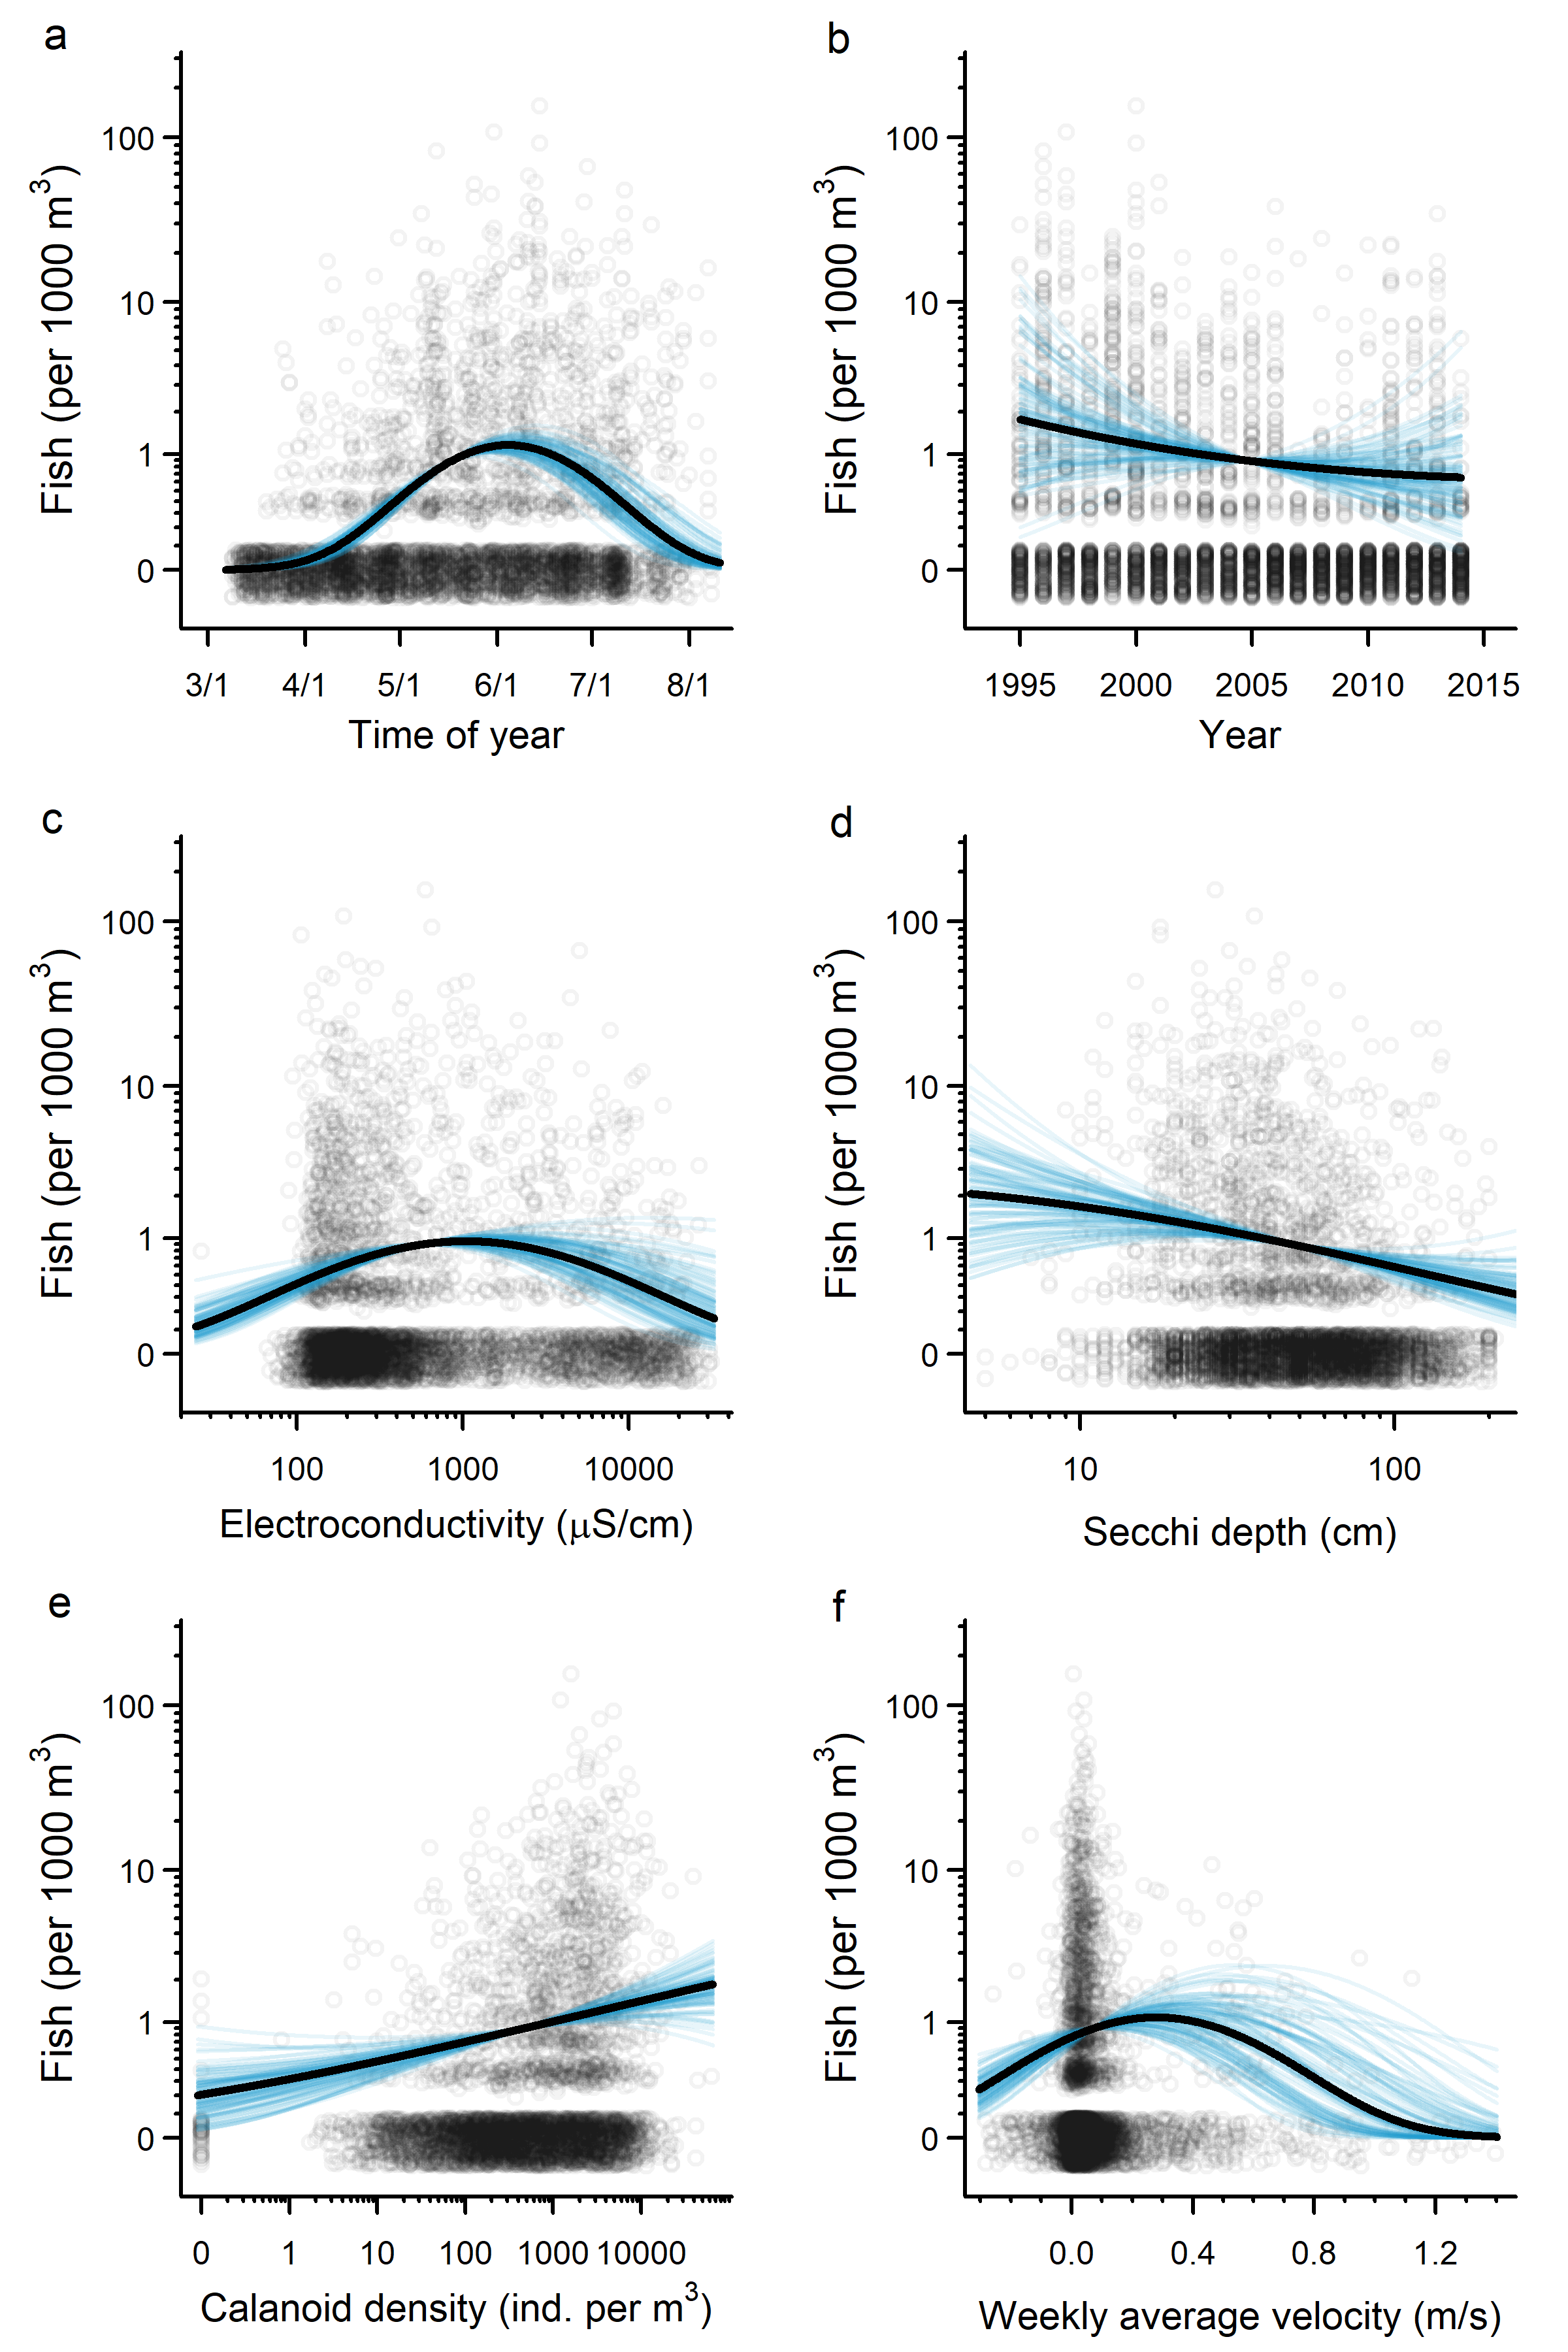 a
Fish (per 1000 m³)
100
10
1
0
3/1 4/1 5/1 6/1 7/1 8/1
Time of year
b
Fish (per 1000 m³)
100
10
1
0
1995 2000 2005 2010 2015
Year
c
Fish (per 1000 m³)
100
10
1
0
100 1000 10000
Electroconductivity (μS/cm)
d
Fish (per 1000 m³)
100
10
1
0
10 100
Secchi depth (cm)
e
Fish (per 1000 m³)
100
10
1
0
0 1 10 100 1000 10000
Calanoid density (ind. per m³)
f
Fish (per 1000 m³)
100
10
1
0
0.0 0.4 0.8 1.2
Weekly average velocity (m/s)